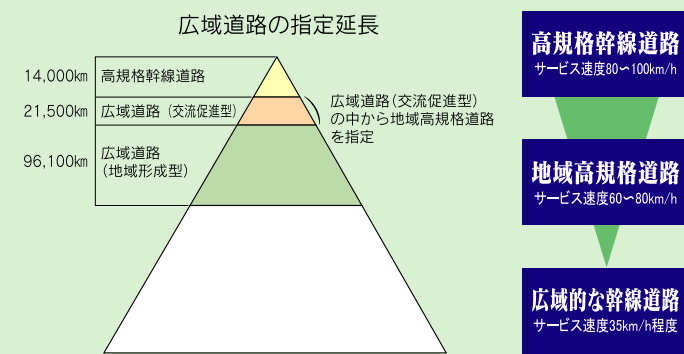 広域道路の指定延長
14,000km 高規格幹線道路
21,500km 広域道路（交流促進型）
96,100km 広域道路
（地域形成型）
広域道路（交流促進型）
の中から地域高規格道路
を指定
高規格幹線道路
サービス速度80〜100km/h
地域高規格道路
サービス速度60〜80km/h
広域的な幹線道路
サービス速度35km/h程度